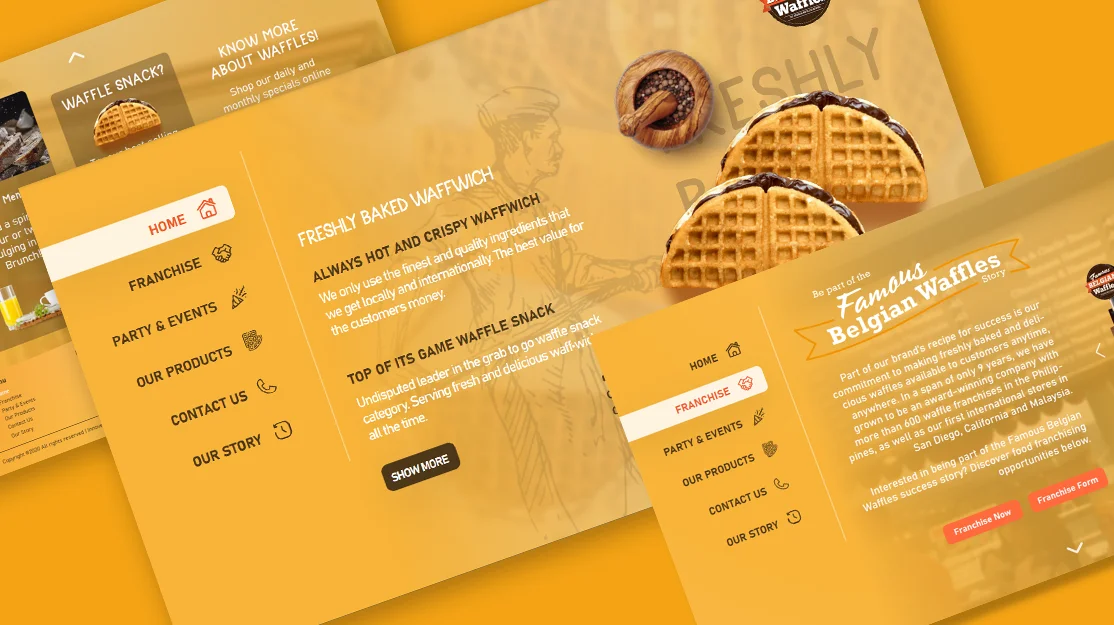 KNOW MORE
ABOUT WAFFLES!
Shop our daily and
monthly specials online
WAFFLE SNACK?
Franchise
Party & Events
Our Products
Contact Us
Our Story
Copyright ©2020 All rights reserved
Waffles
FRESHLY
HOME
FRANCHISE
PARTY & EVENTS
OUR PRODUCTS
CONTACT US
OUR STORY
FRESHLY BAKED WAFFWICH
ALWAYS HOT AND CRISPY WAFFWICH
We only use the finest and quality ingredients that
we get locally and internationally. The best value for
the customers money.
TOP OF ITS GAME WAFFLE SNACK
Undisputed leader in the grab to go waffle snack
category. Serving fresh and delicious waff-wich
all the time.
SHOW MORE
HOME
FRANCHISE
PARTY & EVENTS
OUR PRODUCTS
CONTACT US
OUR STORY
Be part of the
Famous
Belgian Waffles
Story
Part of our brand's recipe for success is our
commitment to making freshly baked and deli-
cious waffles available to customers anytime,
anywhere. In a span of only 9 years, we have
grown to be an award-winning company with
more than 600 waffle franchises in the Philip-
pines, as well as our first international stores in
San Diego, California and Malaysia.
Interested in being part of the Famous Belgian
Waffles success story? Discover food franchising
opportunities below.
Franchise Now
Franchise Form